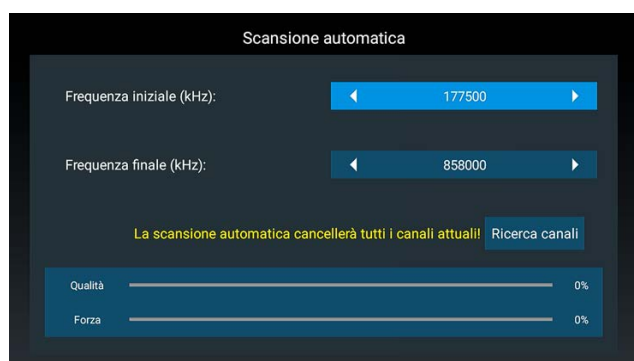 Scansione automatica
Frequenza iniziale (kHz): 177500
Frequenza finale (kHz): 858000
La scansione automatica cancellerà tutti i canali attuali! Ricerca canali
Qualità 0%
Forza 0%